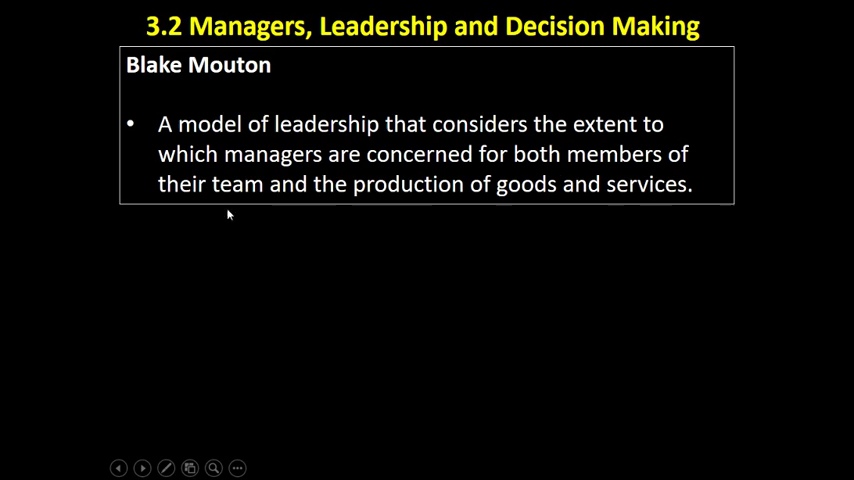 3.2 Managers, Leadership and Decision Making
Blake Mouton
• A model of leadership that considers the extent to
which managers are concerned for both members of
their team and the production of goods and services.